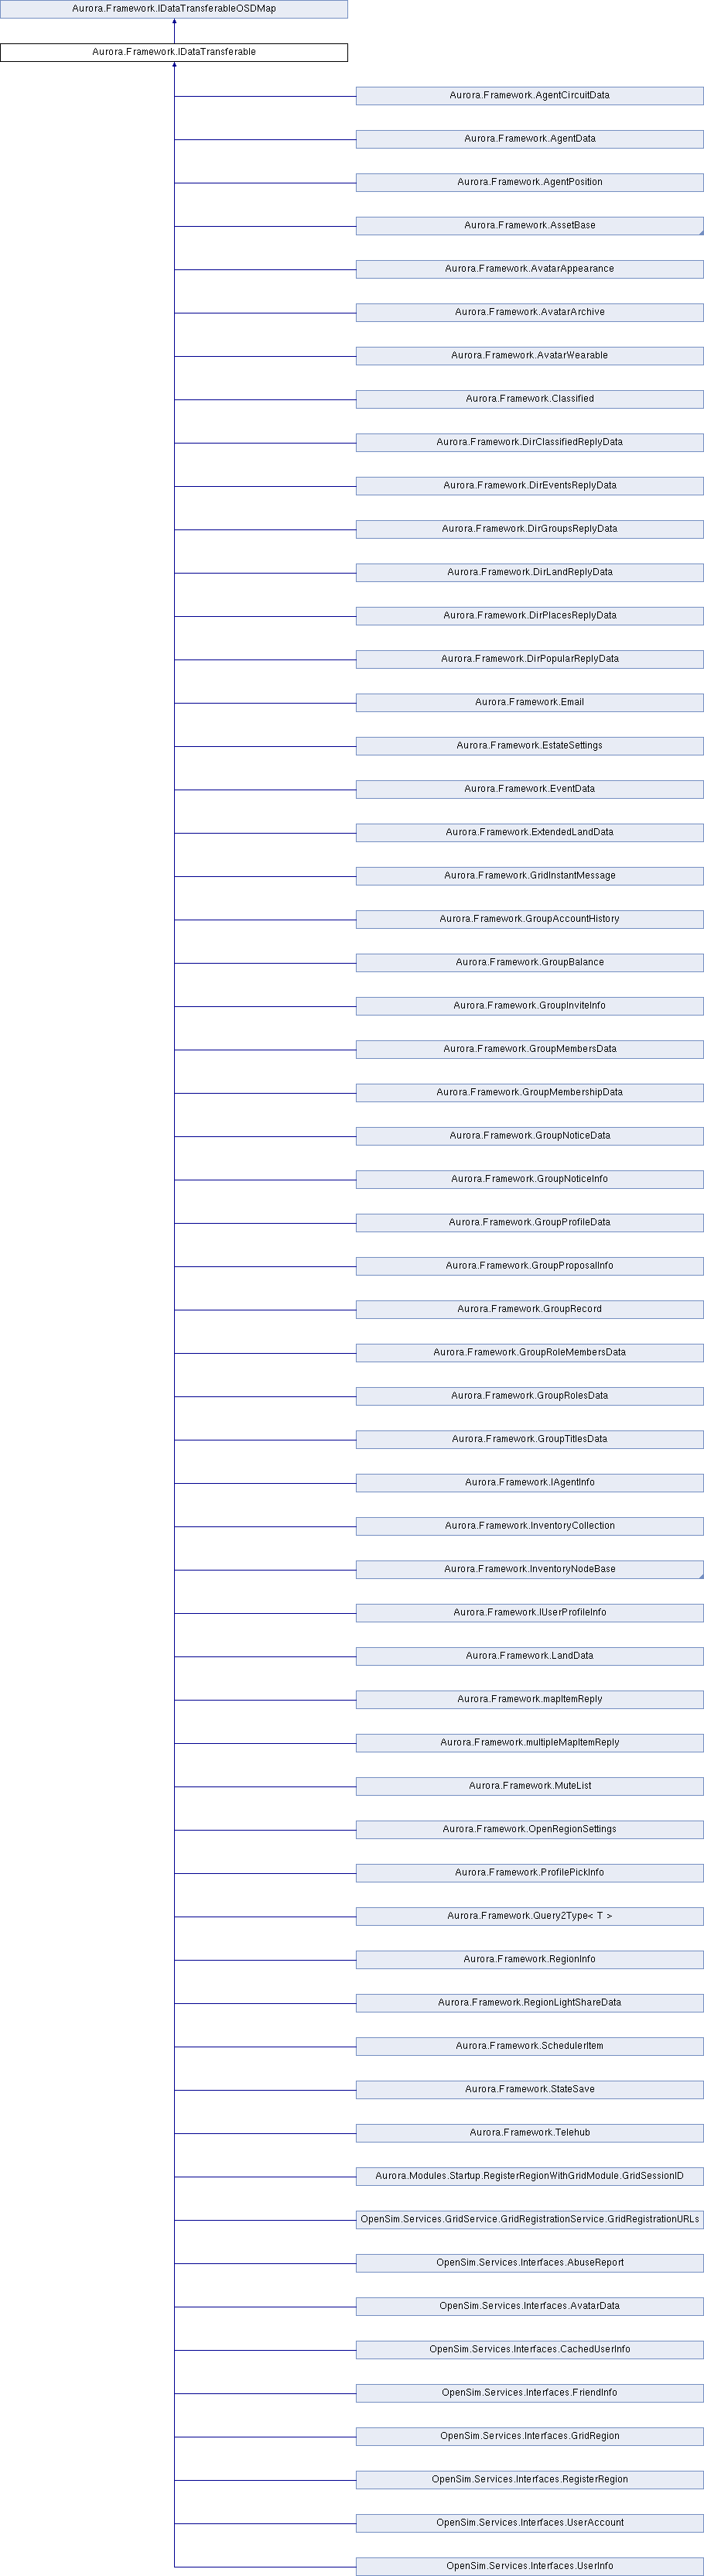 Aurora.Framework.IDataTransferableOSDMap
Aurora.Framework.IDataTransferable
Aurora.Framework.AgentCircuitData
Aurora.Framework.AgentData
Aurora.Framework.AgentPosition
Aurora.Framework.AssetBase
Aurora.Framework.AvatarAppearance
Aurora.Framework.AvatarArchive
Aurora.Framework.AvatarWearable
Aurora.Framework.Classified
Aurora.Framework.DirClassifiedReplyData
Aurora.Framework.DirEventsReplyData
Aurora.Framework.DirGroupsReplyData
Aurora.Framework.DirLandReplyData
Aurora.Framework.DirPlacesReplyData
Aurora.Framework.DirPopularReplyData
Aurora.Framework.Email
Aurora.Framework.EstateSettings
Aurora.Framework.EventData
Aurora.Framework.ExtendedLandData
Aurora.Framework.GridInstantMessage
Aurora.Framework.GroupAccountHistory
Aurora.Framework.GroupBalance
Aurora.Framework.GroupInviteInfo
Aurora.Framework.GroupMembersData
Aurora.Framework.GroupMembershipData
Aurora.Framework.GroupNoticeData
Aurora.Framework.GroupNoticeInfo
Aurora.Framework.GroupProfileData
Aurora.Framework.GroupProposalInfo
Aurora.Framework.GroupRecord
Aurora.Framework.GroupRoleMembersData
Aurora.Framework.GroupRolesData
Aurora.Framework.GroupTitlesData
Aurora.Framework.IAgentInfo
Aurora.Framework.InventoryCollection
Aurora.Framework.InventoryNodeBase
Aurora.Framework.IUserProfileInfo
Aurora.Framework.LandData
Aurora.Framework.mapItemReply
Aurora.Framework.multipleMapItemReply
Aurora.Framework.MuteList
Aurora.Framework.OpenRegionSettings
Aurora.Framework.ProfilePickInfo
Aurora.Framework.Query2Type< T >
Aurora.Framework.RegionInfo
Aurora.Framework.RegionLightShareData
Aurora.Framework.SchedulerItem
Aurora.Framework.StateSave
Aurora.Framework.Telehub
Aurora.Modules.Startup.RegisterRegionWithGridModule.GridSessionID
OpenSim.Services.GridService.GridRegistrationService.GridRegistrationURLs
OpenSim.Services.Interfaces.AbuseReport
OpenSim.Services.Interfaces.AvatarData
OpenSim.Services.Interfaces.CachedUserInfo
OpenSim.Services.Interfaces.FriendInfo
OpenSim.Services.Interfaces.GridRegion
OpenSim.Services.Interfaces.RegisterRegion
OpenSim.Services.Interfaces.UserAccount
OpenSim.Services.Interfaces.UserInfo